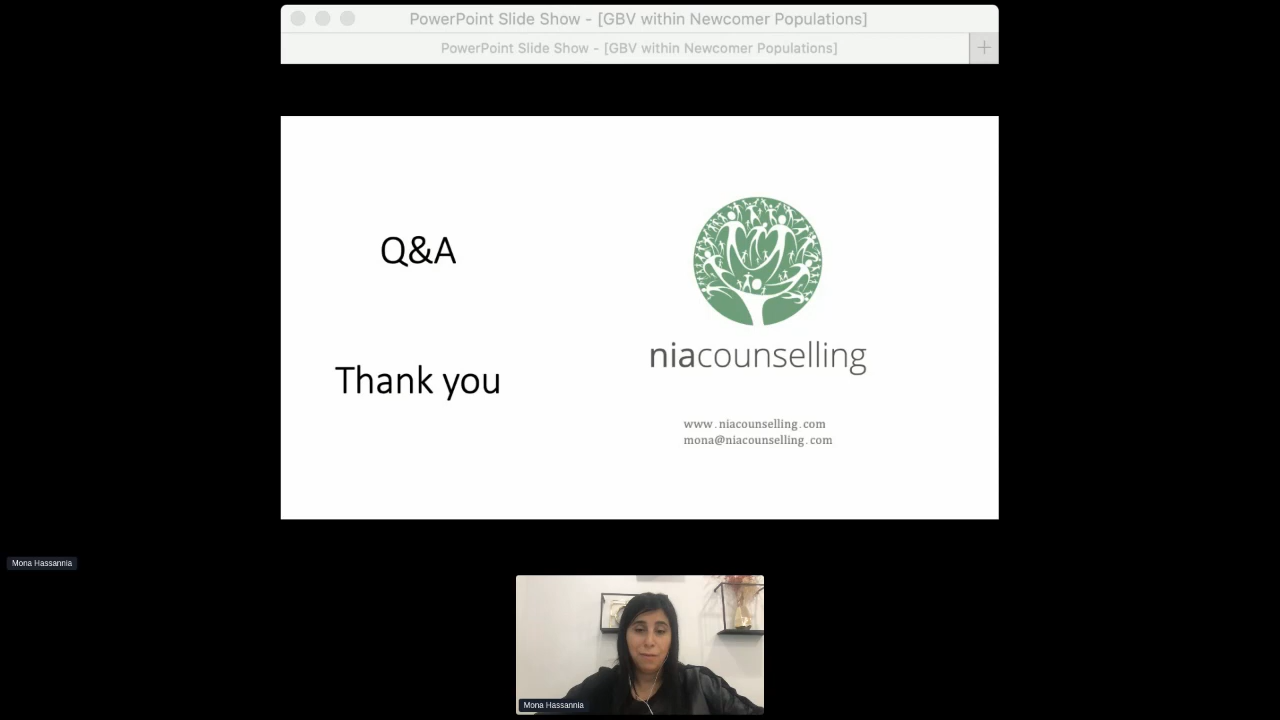 PowerPoint Slide Show - [GBV within Newcomer Populations]
PowerPoint Slide Show - [GBV within Newcomer Populations]
Q&A
Thank you
niacounselling
www.niacounselling.com
mona@niacounselling.com
Mona Hassannia
Mona Hassannia